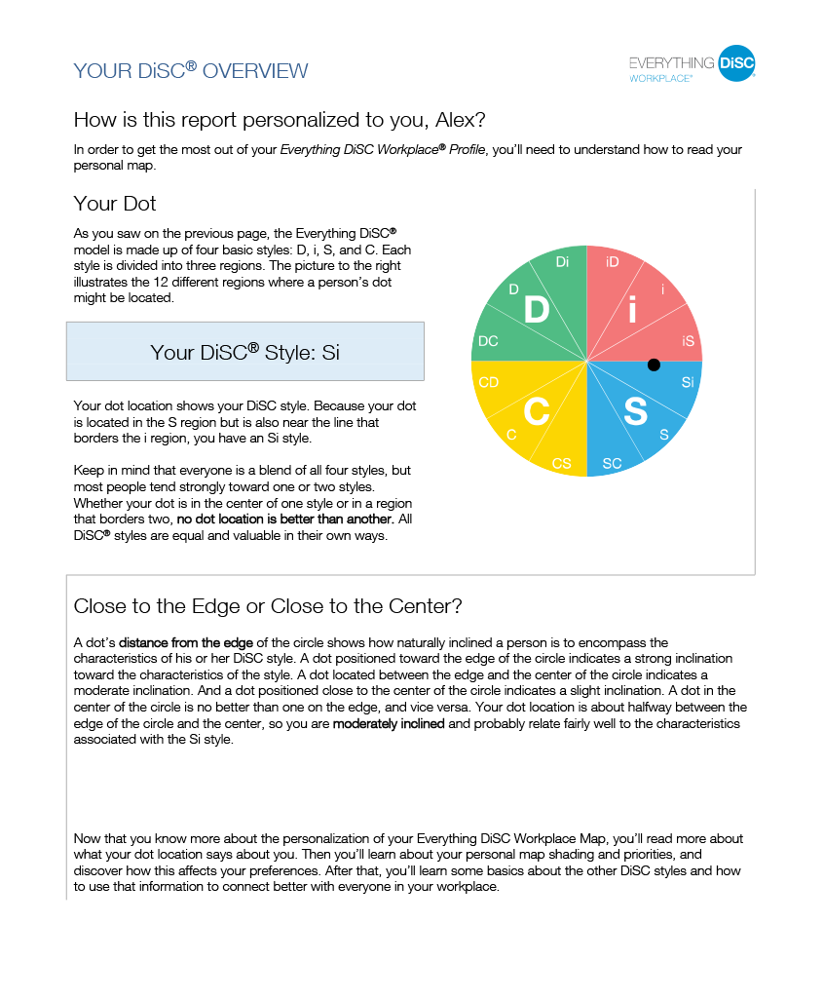 YOUR DiSC® OVERVIEW
EVERYTHING DiSC®
WORKPLACE®
How is this report personalized to you, Alex?
In order to get the most out of your Everything DiSC Workplace® Profile, you’ll need to understand how to read your
personal map.
Your Dot
As you saw on the previous page, the Everything DiSC®
model is made up of four basic styles: D, i, S, and C. Each
style is divided into three regions. The picture to the right
illustrates the 12 different regions where a person’s dot
might be located.
Your DiSC® Style: Si
Your dot location shows your DiSC style. Because your dot
is located in the S region but is also near the line that
borders the i region, you have an Si style.
Keep in mind that everyone is a blend of all four styles, but
most people tend strongly toward one or two styles.
Whether your dot is in the center of one style or in a region
that borders two, no dot location is better than another. All
DiSC® styles are equal and valuable in their own ways.
Di iD
D i
D i
DC iS
CD Si
C S
C S
CS SC
Close to the Edge or Close to the Center?
A dot’s distance from the edge of the circle shows how naturally inclined a person is to encompass the
characteristics of his or her DiSC style. A dot positioned toward the edge of the circle indicates a strong inclination
toward the characteristics of the style. A dot located between the edge and the center of the circle indicates a
moderate inclination. And a dot positioned close to the center of the circle indicates a slight inclination. A dot in the
center of the circle is no better than one on the edge, and vice versa. Your dot location is about halfway between the
edge of the circle and the center, so you are moderately inclined and probably relate fairly well to the characteristics
associated with the Si style.
Now that you know more about the personalization of your Everything DiSC Workplace Map, you’ll read more about
what your dot location says about you. Then you’ll learn about your personal map shading and priorities, and
discover how this affects your preferences. After that, you’ll learn some basics about the other DiSC styles and how
to use that information to connect better with everyone in your workplace.